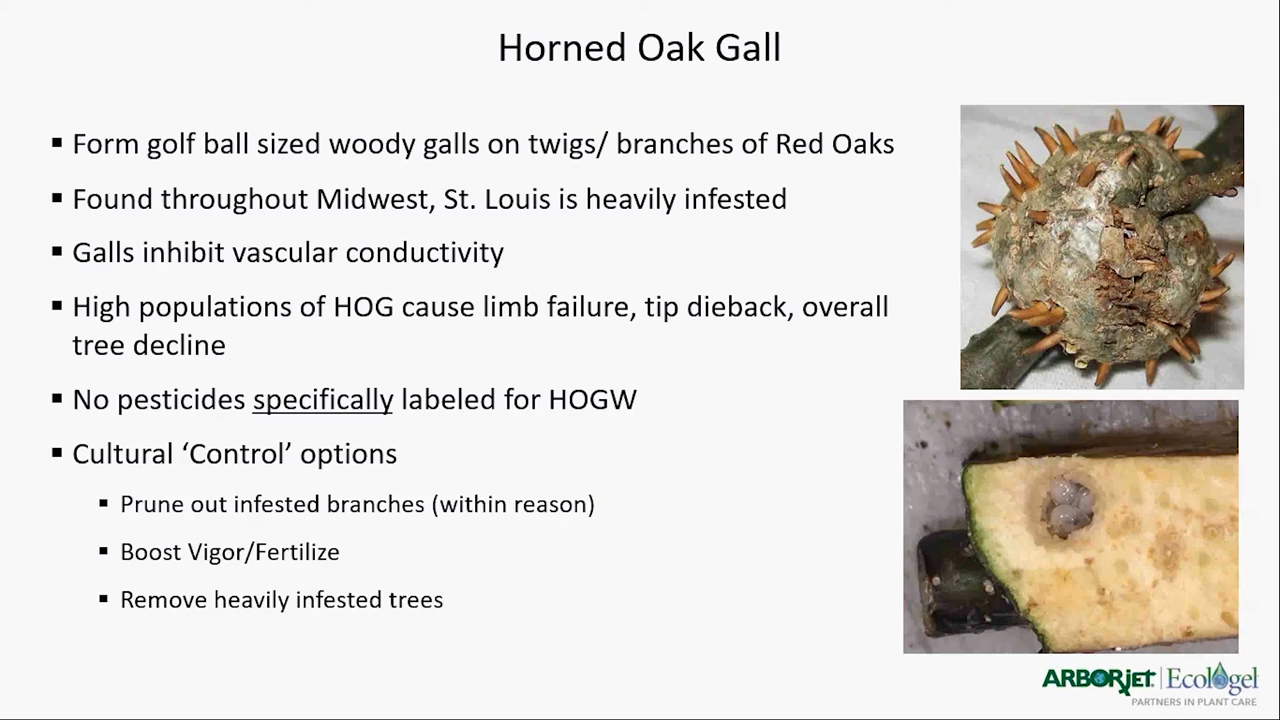 Horned Oak Gall
▪ Form golf ball sized woody galls on twigs/ branches of Red Oaks
▪ Found throughout Midwest, St. Louis is heavily infested
▪ Galls inhibit vascular conductivity
▪ High populations of HOG cause limb failure, tip dieback, overall
tree decline
▪ No pesticides specifically labeled for HOGW
▪ Cultural ‘Control’ options
▪ Prune out infested branches (within reason)
▪ Boost Vigor/Fertilize
▪ Remove heavily infested trees
ARBORjet | Ecologel
PARTNERS IN PLANT CARE